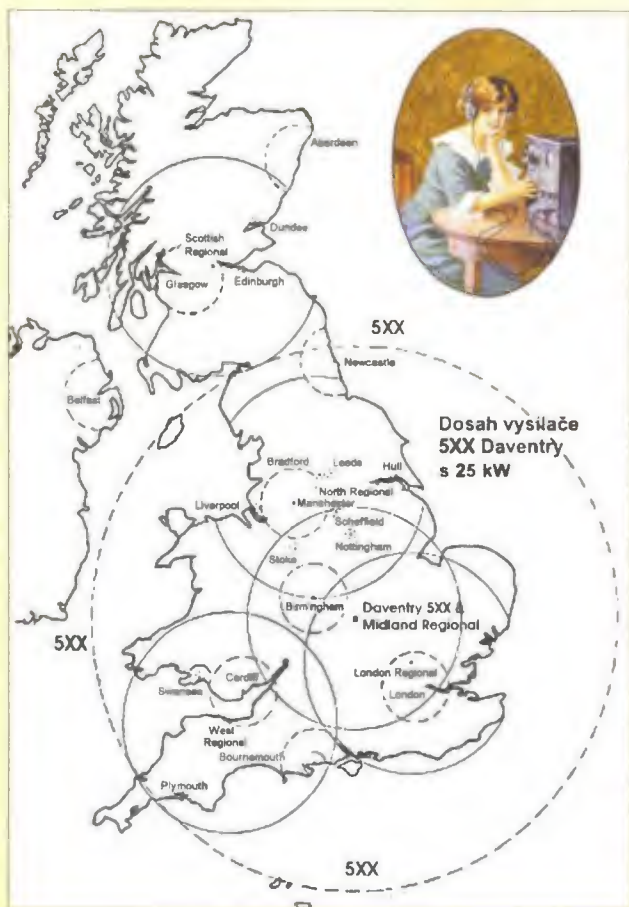 Aberdeen
Dundee
Scottish
Regional
Glasgow
Edinburgh
5XX
Newcastle
Belfast
Dosah vysílače
5XX Daventry
s 25 kW
Bradford
Leeds
Hull
North Regional
Liverpool
Manchester
Scheffield
Nottingham
Stoke
Birmingham
Daventry 5XX &
Midland Regional
5XX
London Regional
London
Cardiff
Swansea
West
Regional
Bournemouth
Plymouth
5XX